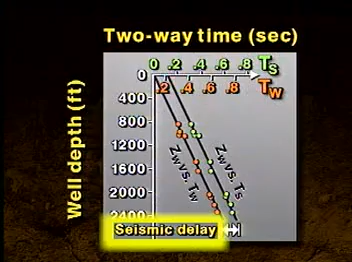 Two-way time (sec)
0 .2 .4 .6 .8 Ts
0 .2 .4 .6 .8 Tw
400
800
1200
1600
2000
2400
Well depth (ft)
Zw vs. Tw
Zw vs. Ts
Seismic delay